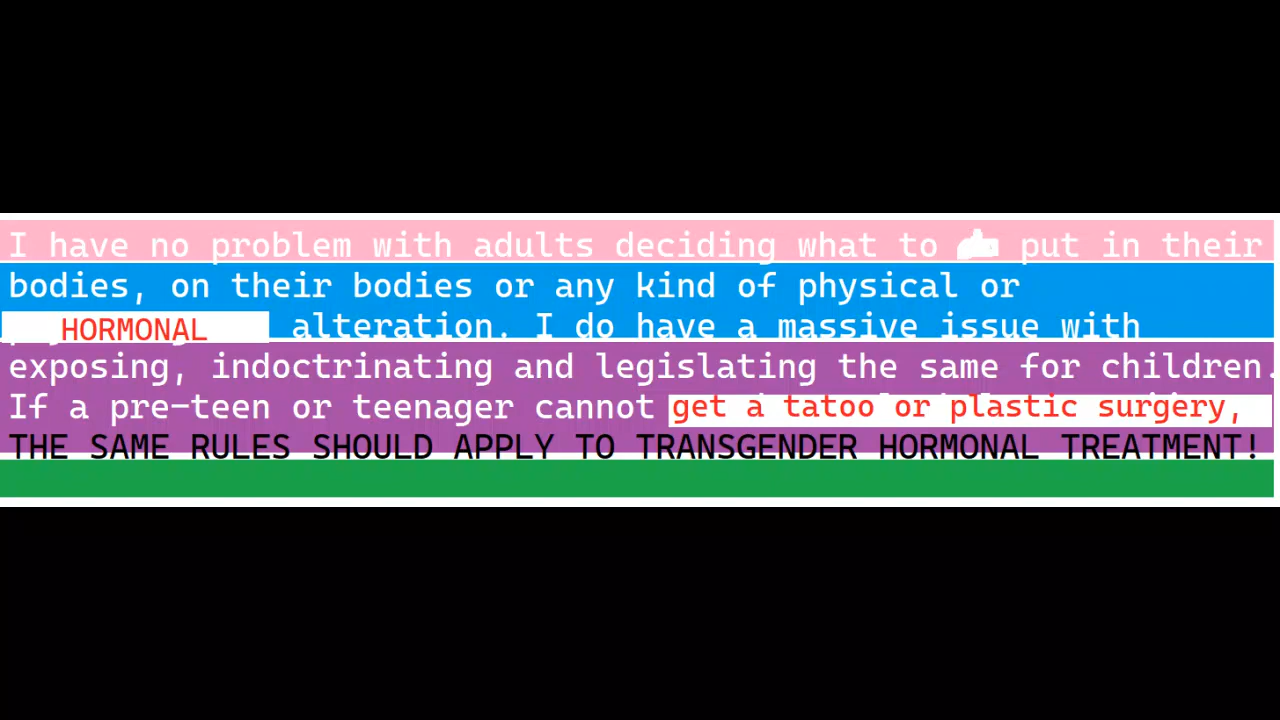 I have no problem with adults deciding what to put in their
bodies, on their bodies or any kind of physical or
HORMONAL alteration. I do have a massive issue with
exposing, indoctrinating and legislating the same for children.
If a pre-teen or teenager cannot get a tatoo or plastic surgery,
THE SAME RULES SHOULD APPLY TO TRANSGENDER HORMONAL TREATMENT!